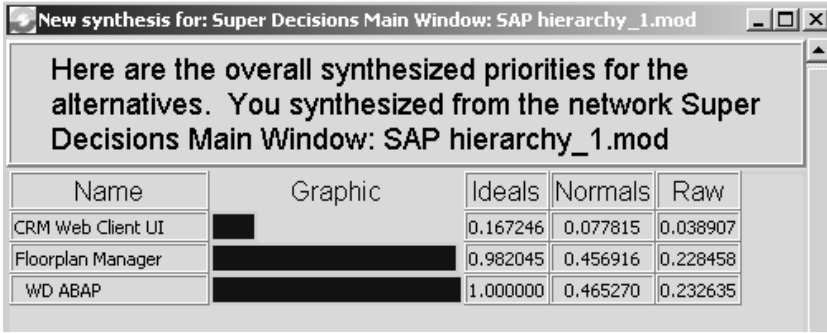 New synthesis for: Super Decisions Main Window: SAP hierarchy_1.mod
Here are the overall synthesized priorities for the
alternatives. You synthesized from the network Super
Decisions Main Window: SAP hierarchy_1.mod
Name Graphic Ideals Normals Raw
CRM Web Client UI 0.167246 0.077815 0.038907
Floorplan Manager 0.982045 0.456916 0.228458
WD ABAP 1.000000 0.465270 0.232635